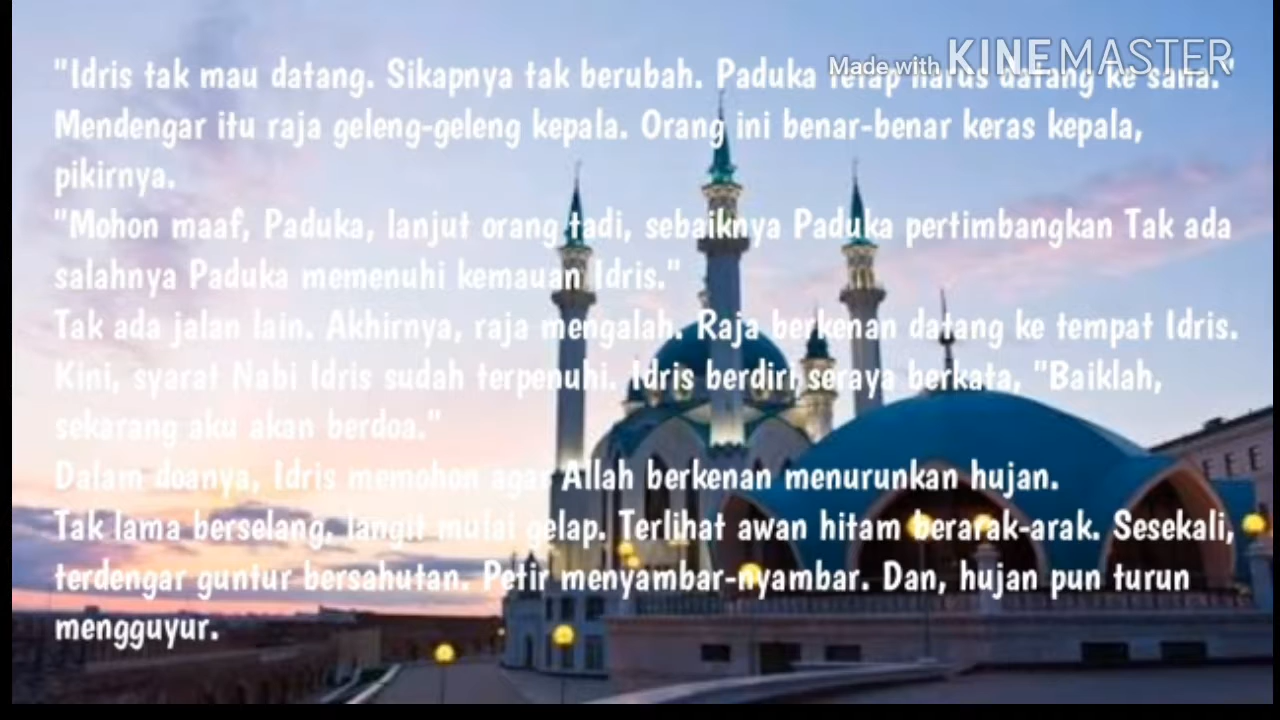 Made with KINEMASTER
"Idris tak mau datang. Sikapnya tak berubah. Paduka tetap harus datang ke sana."
Mendengar itu raja geleng-geleng kepala. Orang ini benar-benar keras kepala,
pikirnya.
"Mohon maaf, Paduka, lanjut orang tadi, sebaiknya Paduka pertimbangkan Tak ada
salahnya Paduka memenuhi kemauan Idris."
Tak ada jalan lain. Akhirnya, raja mengalah. Raja berkenan datang ke tempat Idris.
Kini, syarat Nabi Idris sudah terpenuhi. Idris berdiri seraya berkata, "Baiklah,
sekarang aku akan berdoa."
Dalam doanya, Idris memohon agar Allah berkenan menurunkan hujan.
Tak lama berselang, langit mulai gelap. Terlihat awan hitam berarak-arak. Sesekali,
terdengar guntur bersahutan. Petir menyambar-nyambar. Dan, hujan pun turun
mengguyur.